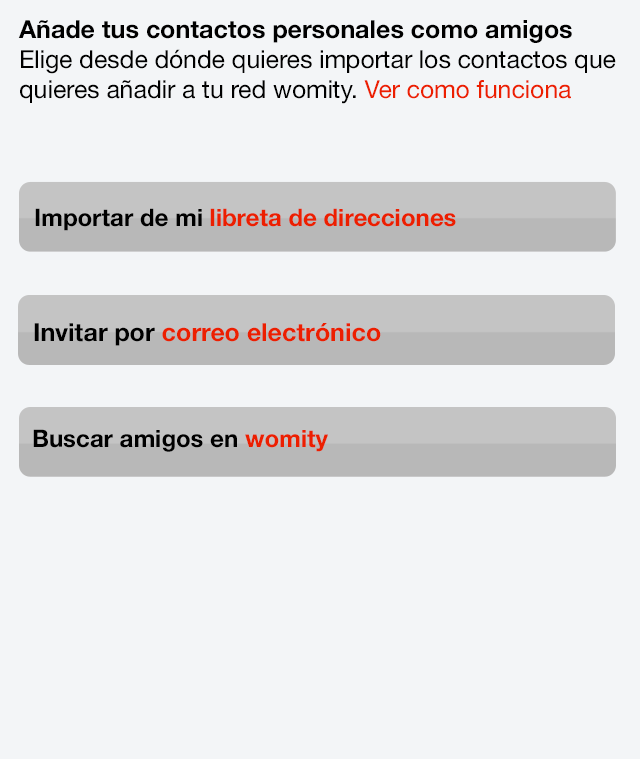 Añade tus contactos personales como amigos
Elige desde dónde quieres importar los contactos que
quieres añadir a tu red womity. Ver como funciona
Importar de mi libreta de direcciones
Invitar por correo electrónico
Buscar amigos en womity